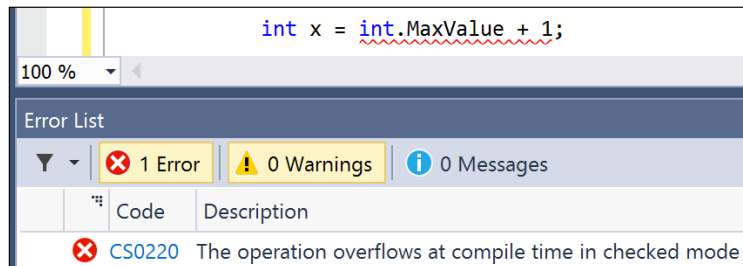 int x = int.MaxValue + 1;
100 %
Error List
1 Error 0 Warnings 0 Messages
Code Description
CS0220 The operation overflows at compile time in checked mode